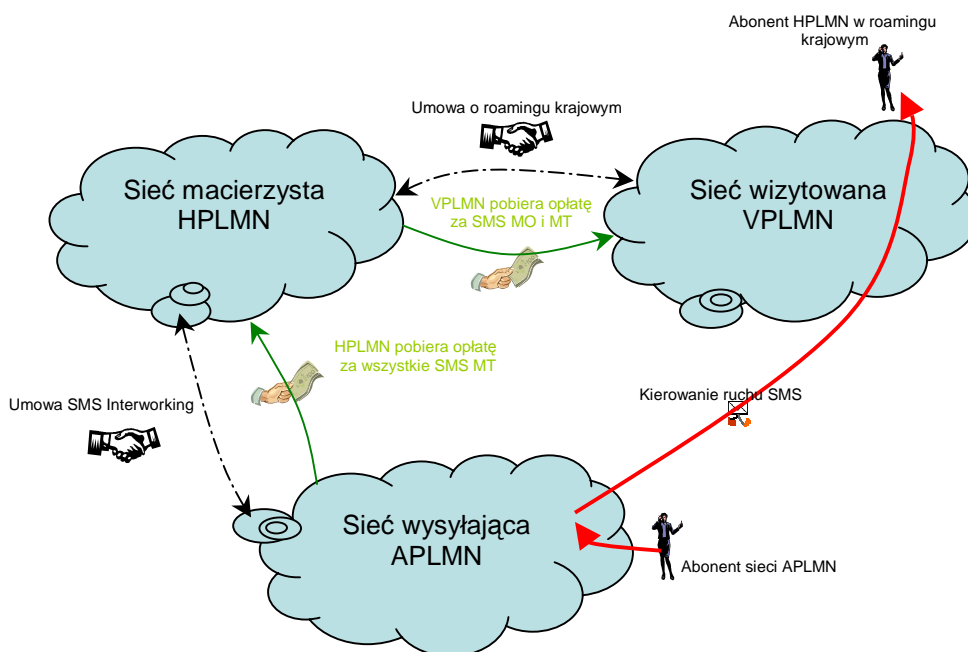 Abonent HPLMN w roamingu
krajowym
Umowa o roamingu krajowym
Sieć macierzysta
HPLMN
VPLMN pobiera opłatę
za SMS MO i MT
Sieć wizytowana
VPLMN
HPLMN pobiera opłatę
za wszystkie SMS MT
Umowa SMS Interworking
Kierowanie ruchu SMS
Sieć wysyłająca
APLMN
Abonent sieci APLMN